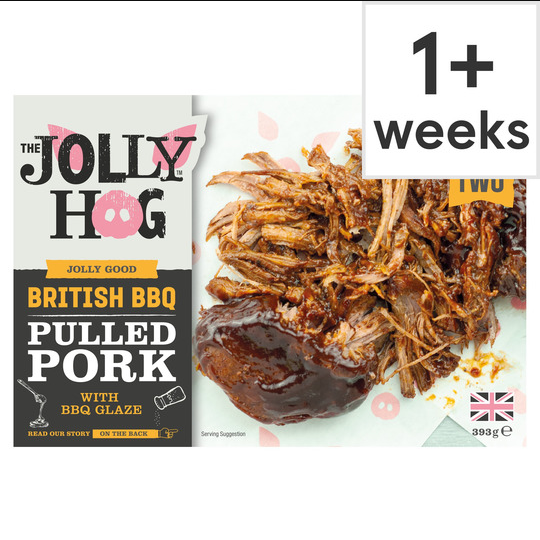 1+
weeks
THE
JOLLY
HOG
TM
TWO
JOLLY GOOD
BRITISH BBQ
PULLED
PORK
WITH
BBQ GLAZE
READ OUR STORY ON THE BACK
Serving Suggestion
393g ℮